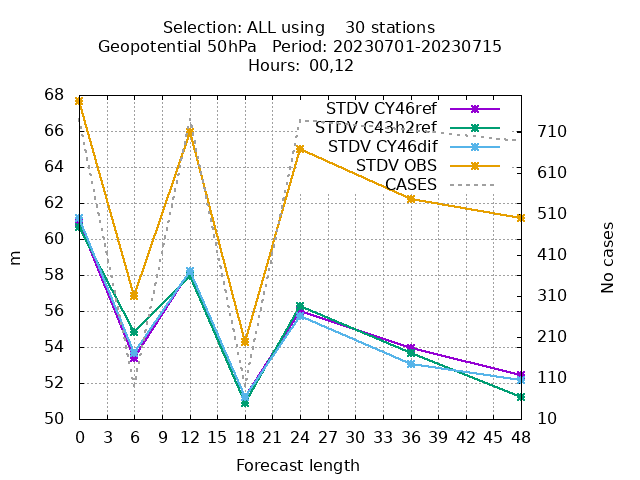 Selection: ALL using    30 stations
Geopotential 50hPa   Period: 20230701-20230715
Hours: 00,12
STDV CY46ref
STDV C43h2ref
STDV CY46dif
STDV OBS
CASES
68
66
64
62
60
58
56
54
52
50
m
710
610
510
410
310
210
110
10
No cases
0 3 6 9 12 15 18 21 24 27 30 33 36 39 42 45 48
Forecast length